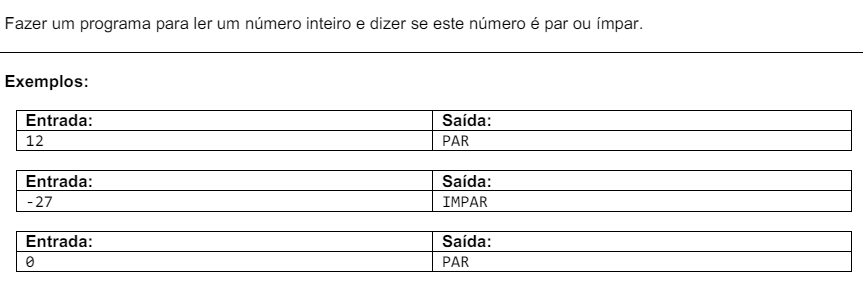 Fazer um programa para ler um número inteiro e dizer se este número é par ou ímpar.
Exemplos:
Entrada: Saída:
12 PAR
Entrada: Saída:
-27 IMPAR
Entrada: Saída:
0 PAR